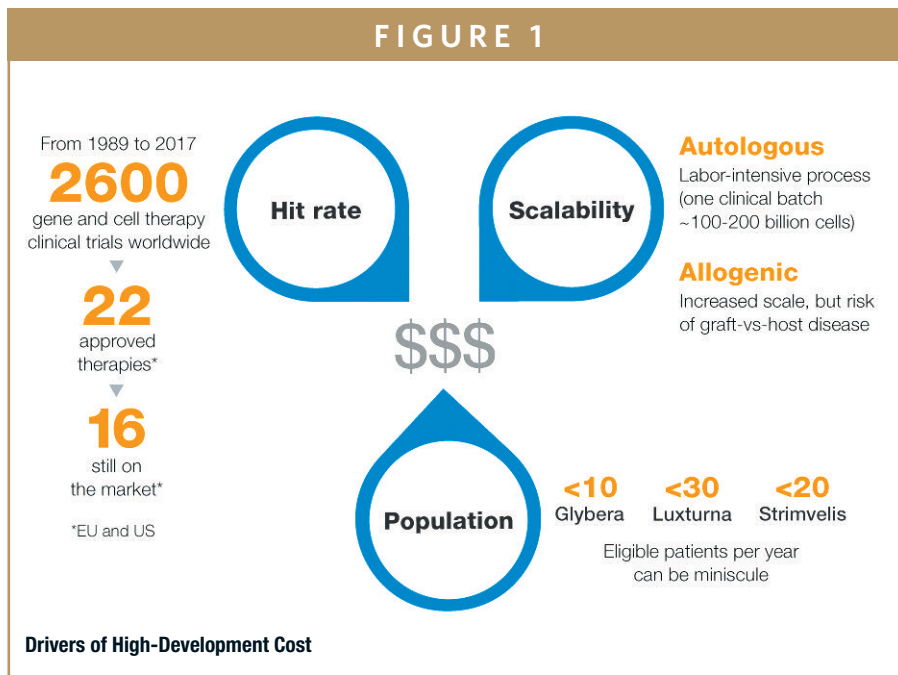 FIGURE 1
From 1989 to 2017
2600
gene and cell therapy
clinical trials worldwide
22
approved
therapies*
16
still on
the market*
*EU and US
Hit rate
Scalability
Autologous
Labor-intensive process
(one clinical batch
~100-200 billion cells)
Allogenic
Increased scale, but risk
of graft-vs-host disease
$$$
Population
<10
Glybera
<30
Luxturna
<20
Strimvelis
Eligible patients per year
can be miniscule
Drivers of High-Development Cost